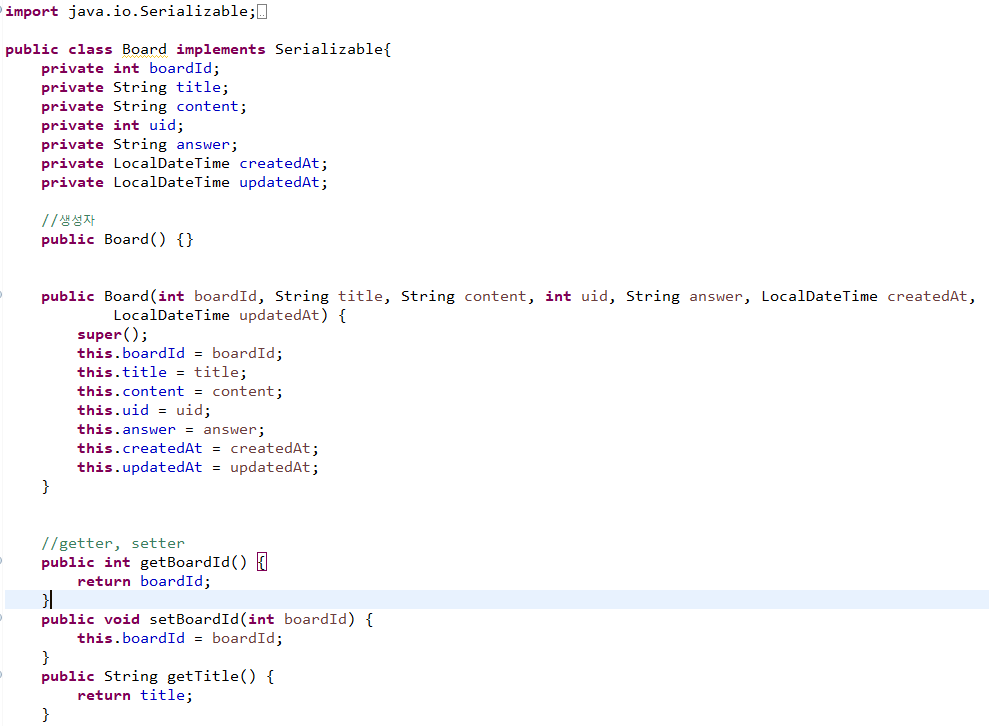 import java.io.Serializable;
public class Board implements Serializable{
private int boardId;
private String title;
private String content;
private int uid;
private String answer;
private LocalDateTime createdAt;
private LocalDateTime updatedAt;
//생성자
public Board() {}
public Board(int boardId, String title, String content, int uid, String answer, LocalDateTime createdAt,
LocalDateTime updatedAt) {
super();
this.boardId = boardId;
this.title = title;
this.content = content;
this.uid = uid;
this.answer = answer;
this.createdAt = createdAt;
this.updatedAt = updatedAt;
}
//getter, setter
public int getBoardId() {
return boardId;
}
public void setBoardId(int boardId) {
this.boardId = boardId;
}
public String getTitle() {
return title;
}